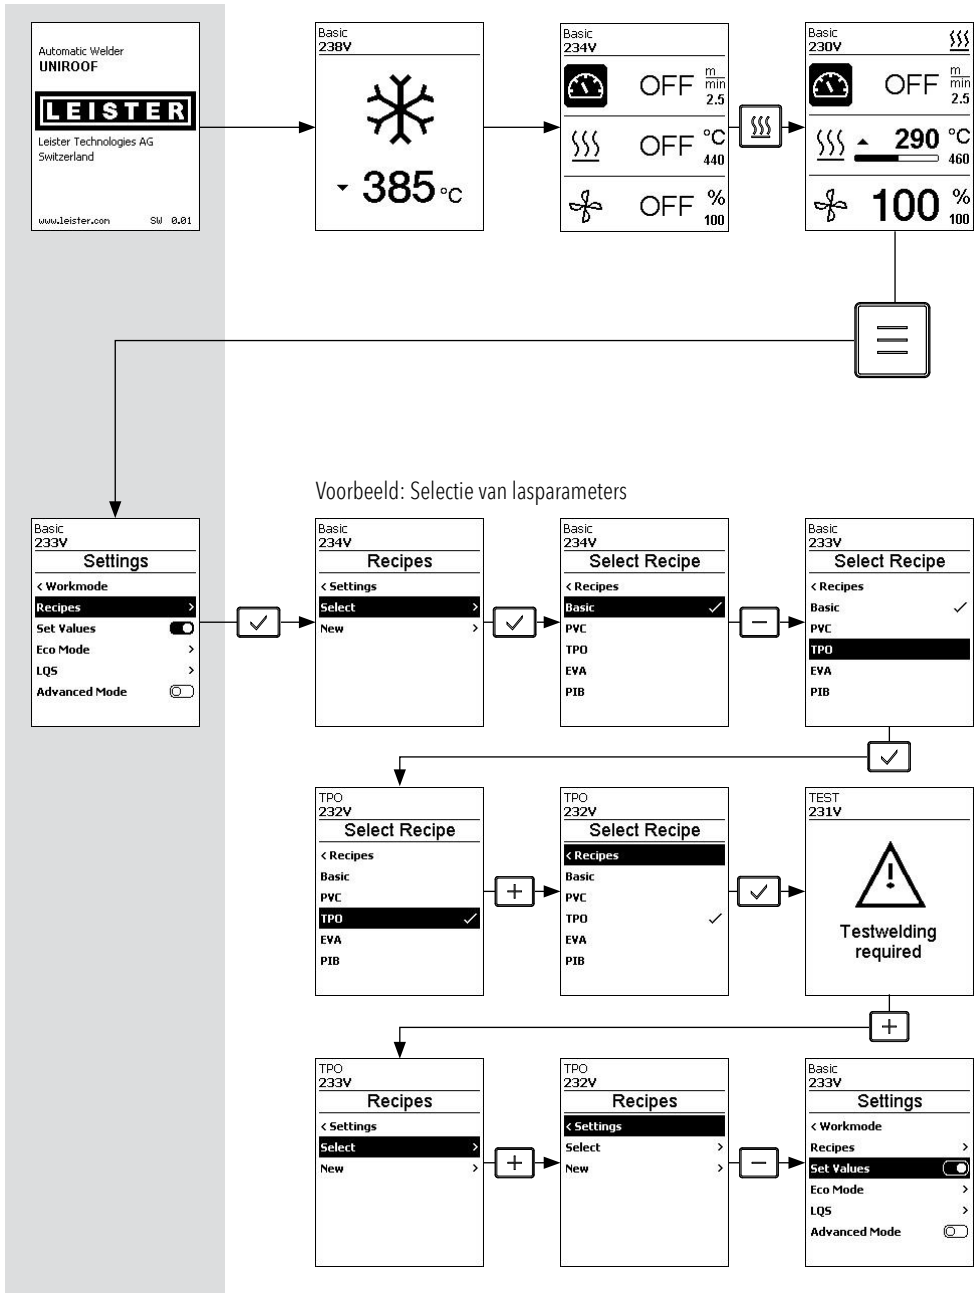 Automatic Welder
UNIROOF
LEISTER
Leister Technologies AG
Switzerland
www.leister.com SW 0.01
Basic
238V
385 °C
Basic
234V
OFF m/min
2.5
OFF °C
440
OFF %
100
Basic
230V
OFF m/min
2.5
290 °C
460
100 %
100
Voorbeeld: Selectie van lasparameters
Basic
233V
Settings
< Workmode
Recipes >
Set Values
Eco Mode >
LQS >
Advanced Mode
Basic
234V
Recipes
< Settings
Select >
New >
Basic
234V
Select Recipe
< Recipes
Basic ✓
PVC
TPO
EVA
PIB
Basic
233V
Select Recipe
< Recipes
Basic ✓
PVC
TPO
EVA
PIB
TPO
232V
Select Recipe
< Recipes
Basic
PVC
TPO ✓
EVA
PIB
TPO
232V
Select Recipe
< Recipes
Basic
PVC
TPO ✓
EVA
PIB
TEST
231V
Testwelding
required
TPO
233V
Recipes
< Settings
Select >
New >
TPO
232V
Recipes
< Settings
Select >
New >
Basic
233V
Settings
< Workmode
Recipes >
Set Values
Eco Mode >
LQS >
Advanced Mode